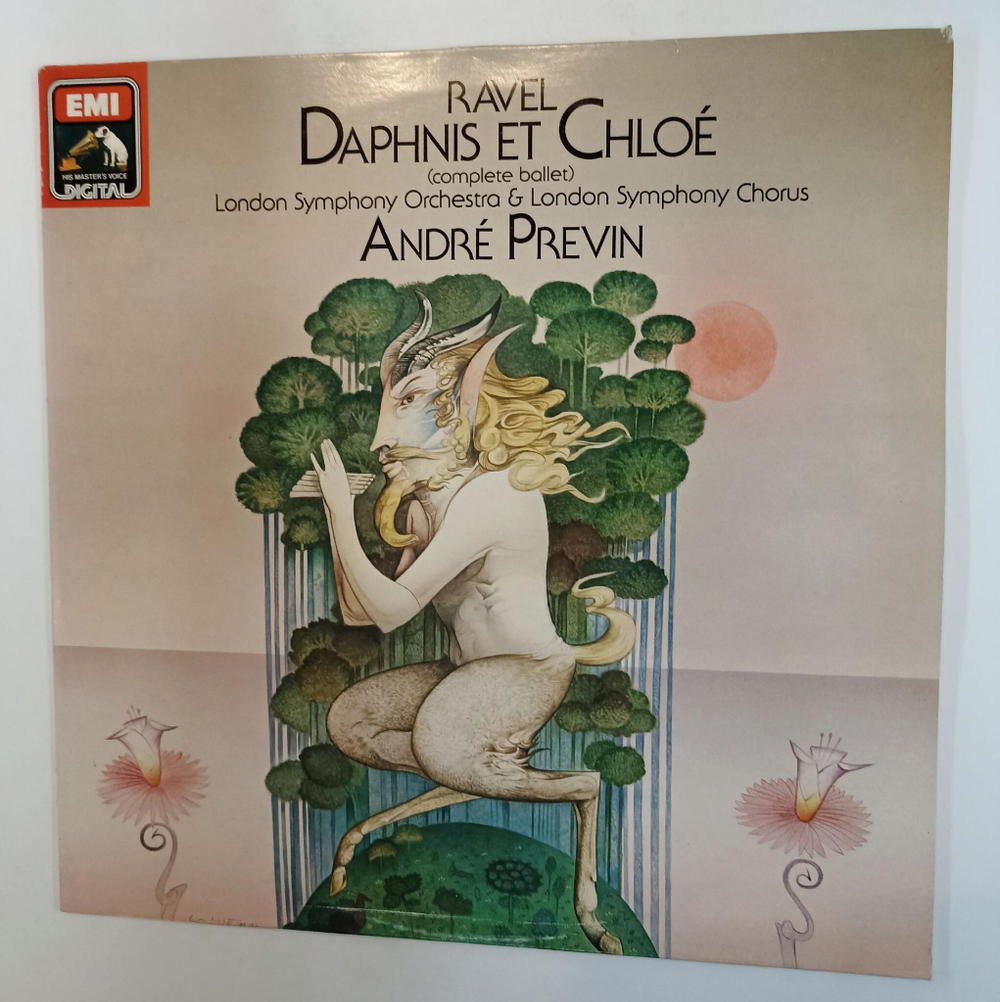 EMI
HIS MASTER'S VOICE
DIGITAL
RAVEL
DAPHNIS ET CHLOÉ
(complete ballet)
London Symphony Orchestra & London Symphony Chorus
ANDRÉ PREVIN